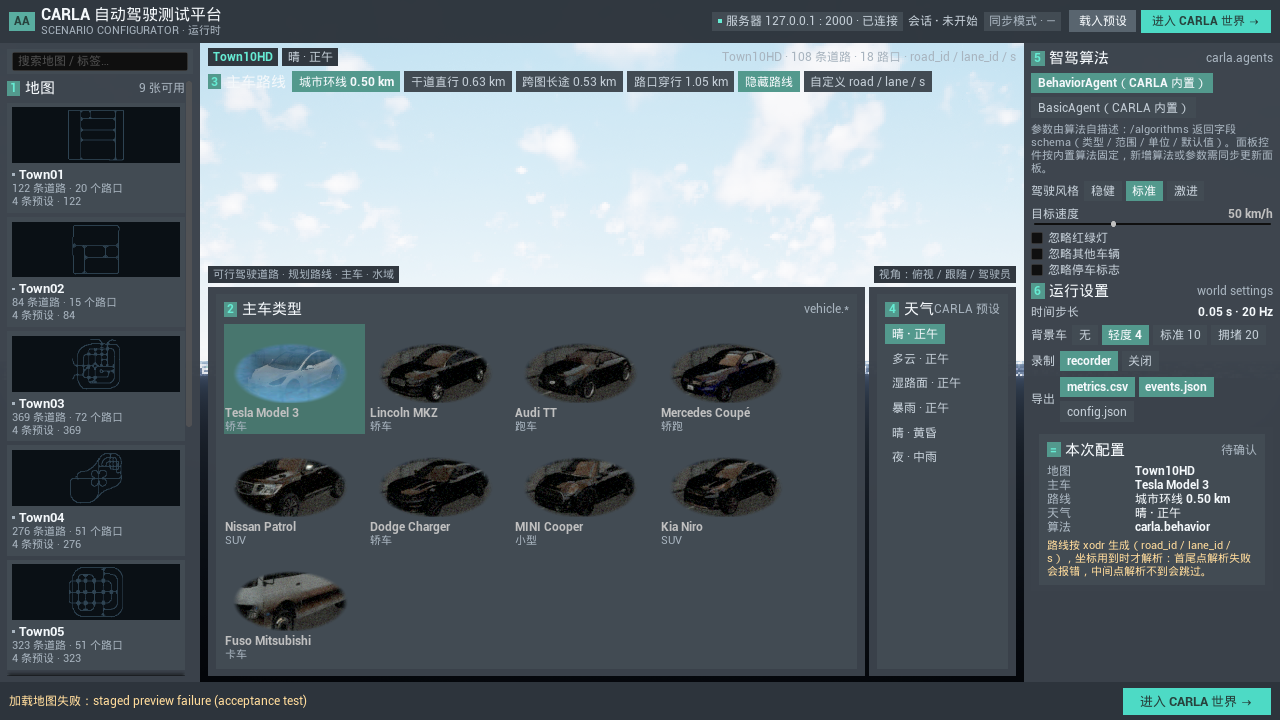 AA
CARLA 自动驾驶测试平台
SCENARIO CONFIGURATOR · 运行时
服务器 127.0.0.1 : 2000 · 已连接
会话 · 未开始
同步模式 · —
载入预设
进入 CARLA 世界 →
搜索地图 / 标签...
1 地图 9 张可用
Town01
122 条道路 · 20 个路口
4 条预设 · 122
Town02
84 条道路 · 15 个路口
4 条预设 · 84
Town03
369 条道路 · 72 个路口
4 条预设 · 369
Town04
276 条道路 · 51 个路口
4 条预设 · 276
Town05
323 条道路 · 51 个路口
4 条预设 · 323
Town10HD 晴 · 正午
Town10HD · 108 条道路 · 18 路口 · road_id / lane_id / s
3 主车路线 城市环线 0.50 km 干道直行 0.63 km 跨图长途 0.53 km 路口穿行 1.05 km 隐藏路线 自定义 road / lane / s
可行驶道路 · 规划路线 · 主车 · 水域
视角：俯视 / 跟随 / 驾驶员
2 主车类型 vehicle.*
Tesla Model 3
轿车
Lincoln MKZ
轿车
Audi TT
跑车
Mercedes Coupé
轿跑
Nissan Patrol
SUV
Dodge Charger
轿车
MINI Cooper
小型
Kia Niro
SUV
Fuso Mitsubishi
卡车
4 天气 CARLA 预设
晴 · 正午
多云 · 正午
湿路面 · 正午
暴雨 · 正午
晴 · 黄昏
夜 · 中雨
5 智驾算法 carla.agents
BehaviorAgent（CARLA 内置）
BasicAgent（CARLA 内置）
参数由算法自描述：/algorithms 返回字段
schema（类型 / 范围 / 单位 / 默认值）。面板控
件按内置算法固定，新增算法或参数需同步更新面
板。
驾驶风格 稳健 标准 激进
目标速度 50 km/h
忽略红绿灯
忽略其他车辆
忽略停车标志
6 运行设置 world settings
时间步长 0.05 s · 20 Hz
背景车 无 轻度 4 标准 10 拥堵 20
录制 recorder 关闭
导出 metrics.csv events.json
config.json
= 本次配置 待确认
地图 Town10HD
主车 Tesla Model 3
路线 城市环线 0.50 km
天气 晴 · 正午
算法 carla.behavior
路线按 xodr 生成（road_id / lane_id /
s），坐标用到时才解析：首尾点解析失败
会报错，中间点解析不到会跳过。
加载地图失败：staged preview failure (acceptance test)
进入 CARLA 世界 →